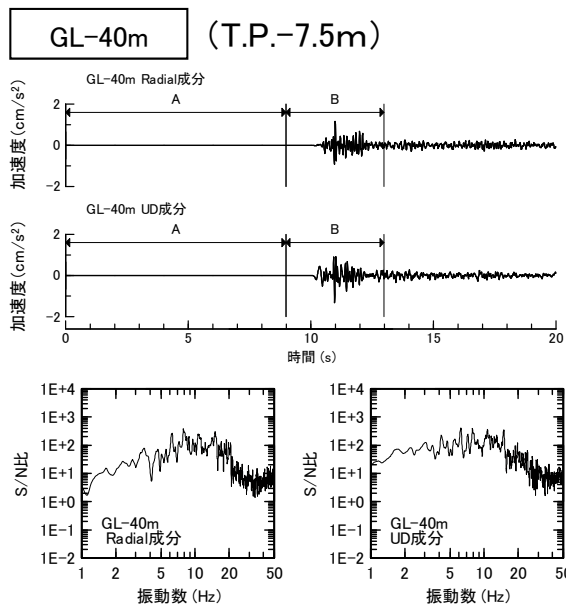 GL-40m (T.P.-7.5m)
GL-40m Radial成分
A B
加速度(cm/s²)
2
0
-2
GL-40m UD成分
A B
加速度(cm/s²)
2
0
-2
0 5 10 15 20
時間(s)
1E+4
1E+3
1E+2
1E+1
1E+0
1E-1
1E-2
S/N比
GL-40m
Radial成分
1 2 5 10 20 50
振動数(Hz)
1E+4
1E+3
1E+2
1E+1
1E+0
1E-1
1E-2
S/N比
GL-40m
UD成分
1 2 5 10 20 50
振動数(Hz)